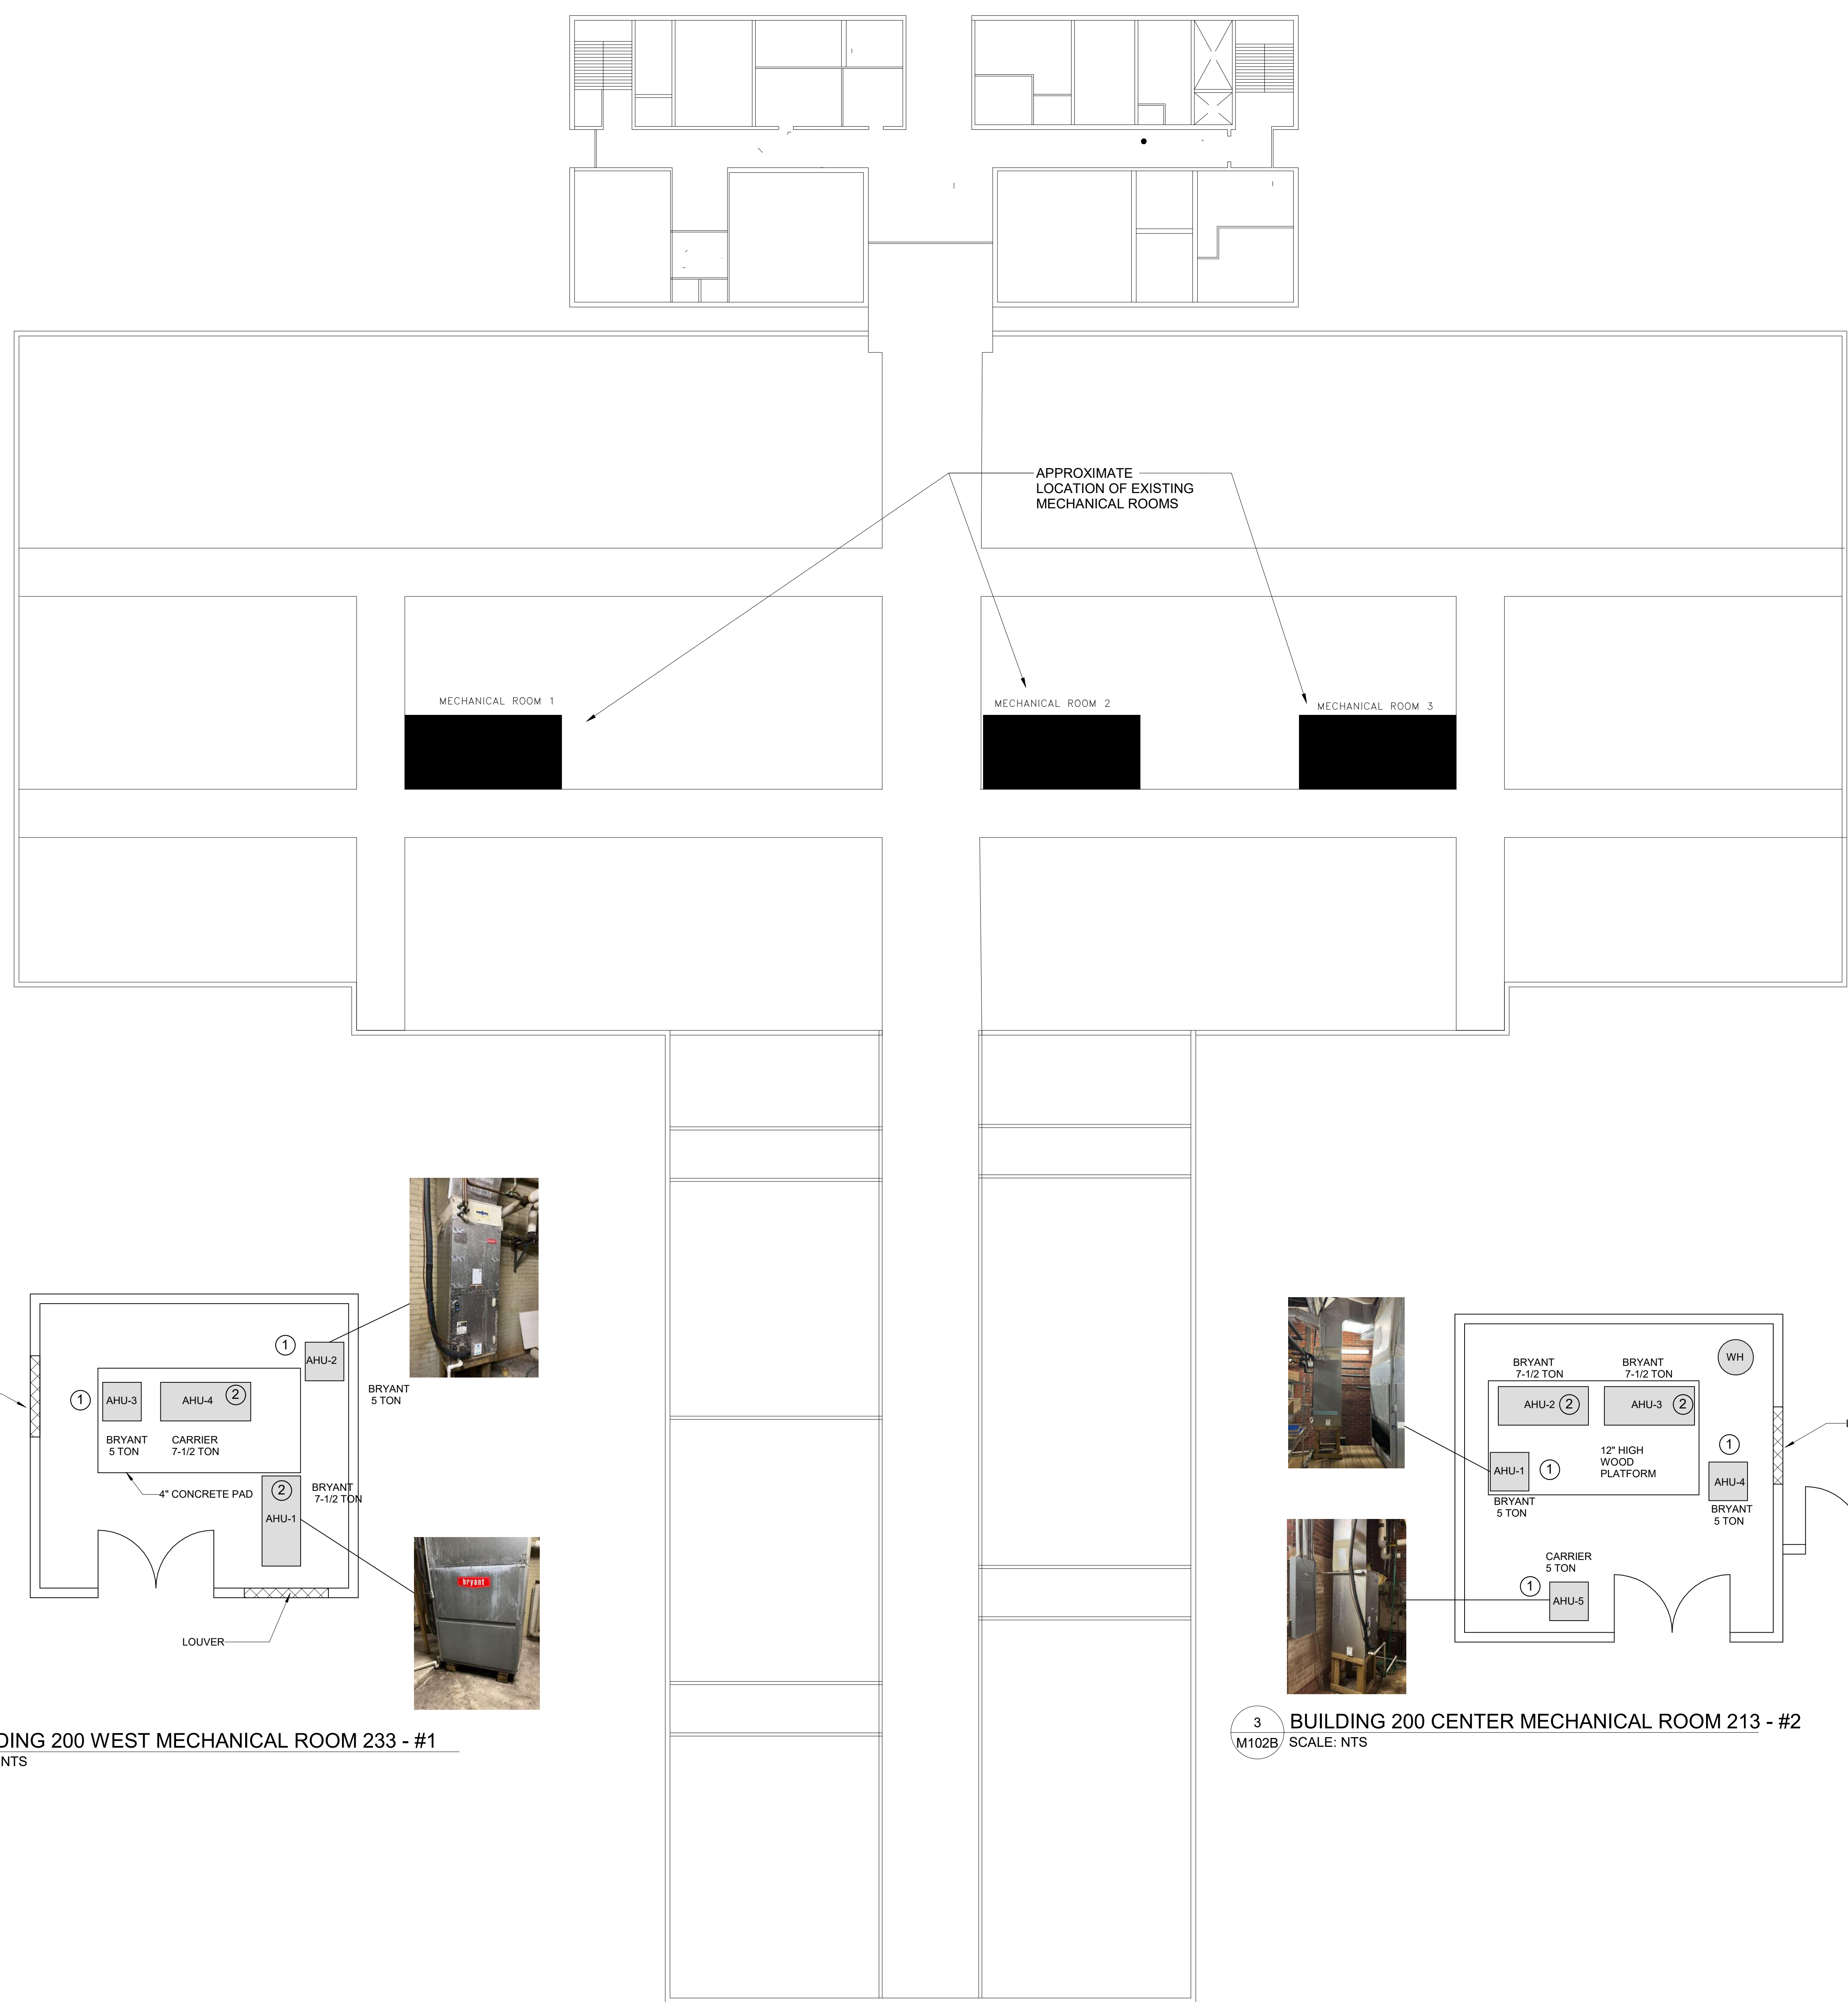 APPROXIMATE
LOCATION OF EXISTING
MECHANICAL ROOMS
MECHANICAL ROOM 1
MECHANICAL ROOM 2
MECHANICAL ROOM 3
1
AHU-2
BRYANT
5 TON
1
AHU-3
AHU-4
2
BRYANT
5 TON
CARRIER
7-1/2 TON
4" CONCRETE PAD
2
AHU-1
BRYANT
7-1/2 TON
LOUVER
bryant
DING 200 WEST MECHANICAL ROOM 233 - #1
NTS
WH
BRYANT
7-1/2 TON
BRYANT
7-1/2 TON
AHU-2
2
AHU-3
2
12" HIGH
WOOD
PLATFORM
AHU-1
1
BRYANT
5 TON
1
AHU-4
BRYANT
5 TON
CARRIER
5 TON
1
AHU-5
3
M102B
BUILDING 200 CENTER MECHANICAL ROOM 213 - #2
SCALE: NTS